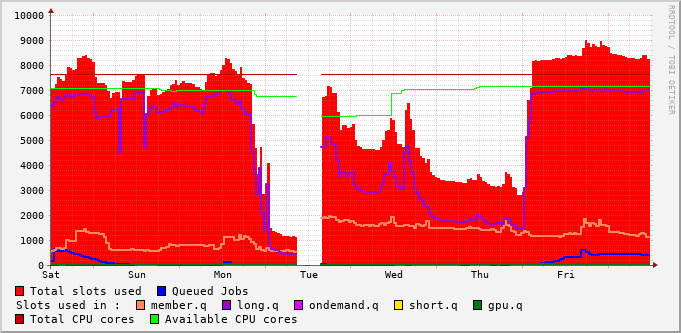 10000
9000
8000
7000
6000
5000
4000
3000
2000
1000
0
Sat Sun Mon Tue Wed Thu Fri
RRDTOOL / TOBI OETIKER
Total slots used Queued Jobs
Slots used in : member.q long.q ondemand.q short.q gpu.q
Total CPU cores Available CPU cores